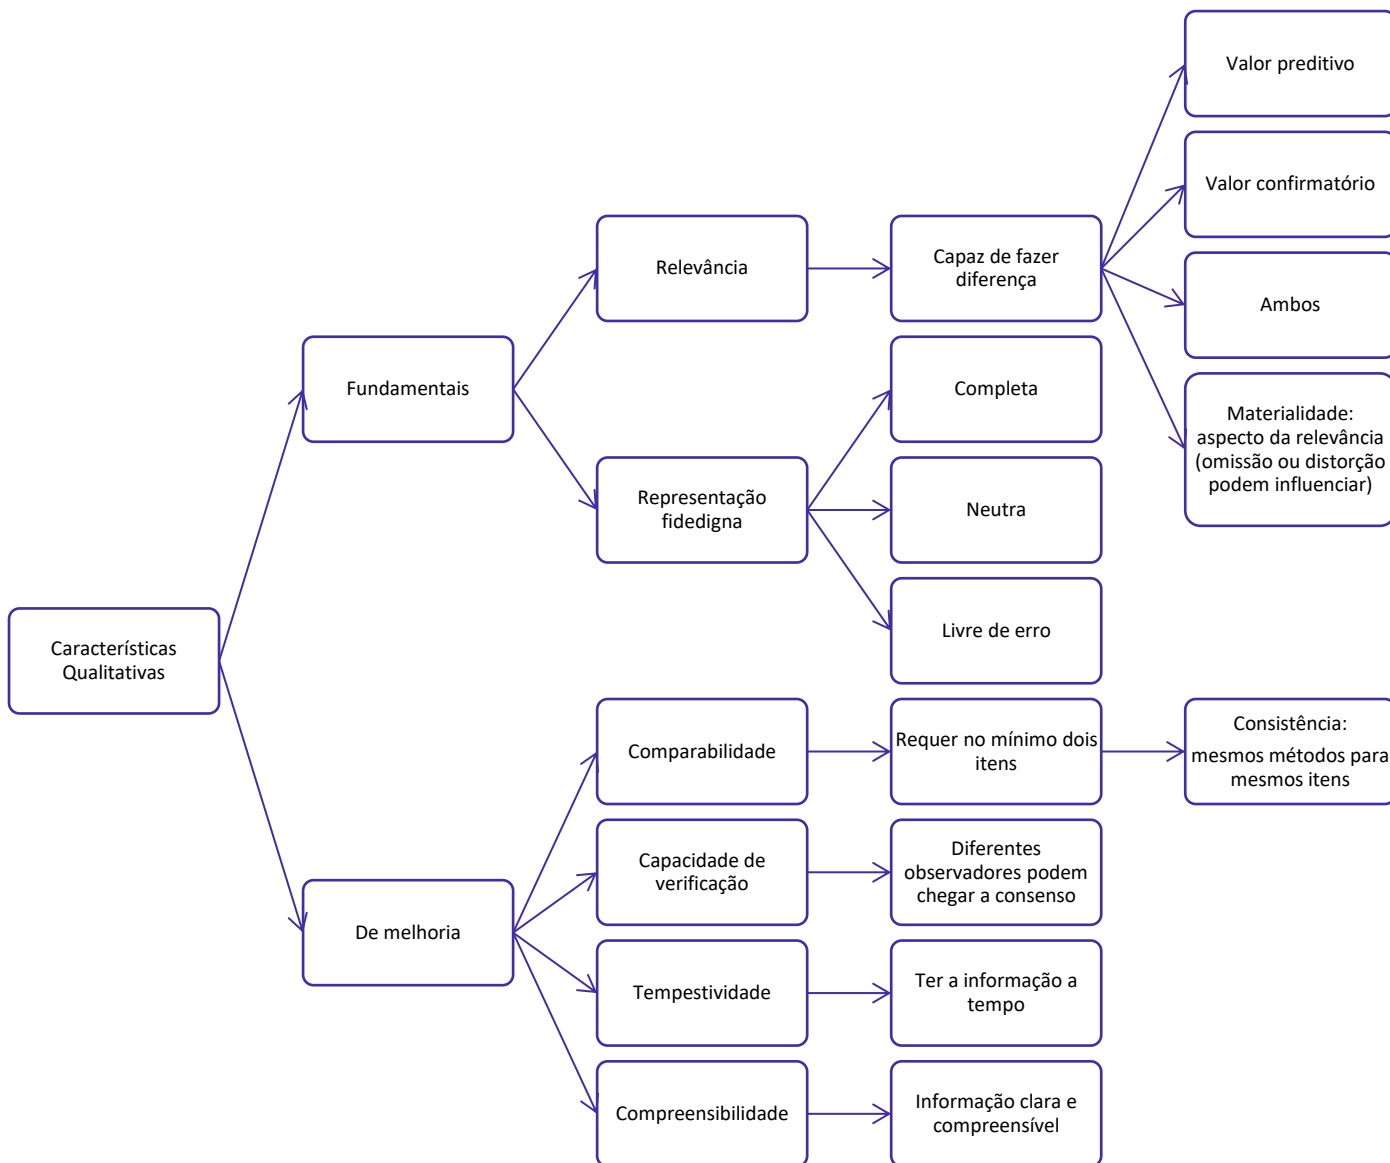 Valor preditivo
Valor confirmatório
Relevância
Capaz de fazer
diferença
Ambos
Fundamentais
Completa
Materialidade:
aspecto da relevância
(omissão ou distorção
podem influenciar)
Representação
fidedigna
Neutra
Livre de erro
Características
Qualitativas
Comparabilidade
Requer no mínimo dois
itens
Consistência:
mesmos métodos para
mesmos itens
Capacidade de
verificação
Diferentes
observadores podem
chegar a consenso
De melhoria
Tempestividade
Ter a informação a
tempo
Compreensibilidade
Informação clara e
compreensível